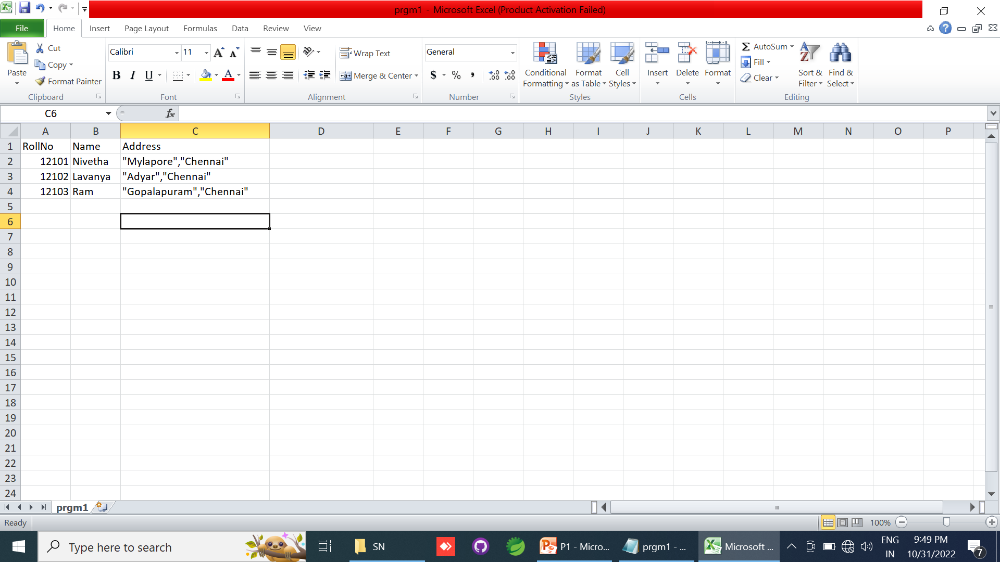 prgm1 - Microsoft Excel (Product Activation Failed)
File Home Insert Page Layout Formulas Data Review View
Paste
Cut
Copy
Format Painter
Clipboard
Calibri 11
B I U
Font
Wrap Text
Merge & Center
Alignment
General
$ % ,
Number
Conditional Formatting
Format as Table
Cell Styles
Styles
Insert
Delete
Format
Cells
AutoSum
Fill
Clear
Sort & Filter
Find & Select
Editing
C6 fx
A B C D E F G H I J K L M N O P
1 RollNo Name Address
2 12101 Nivetha "Mylapore","Chennai"
3 12102 Lavanya "Adyar","Chennai"
4 12103 Ram "Gopalapuram","Chennai"
5
6
7
8
9
10
11
12
13
14
15
16
17
18
19
20
21
22
23
24
prgm1
Ready 100%
Type here to search
SN
P1 - Micro...
prgm1 - ...
Microsoft ...
ENG
IN
9:49 PM
10/31/2022
7